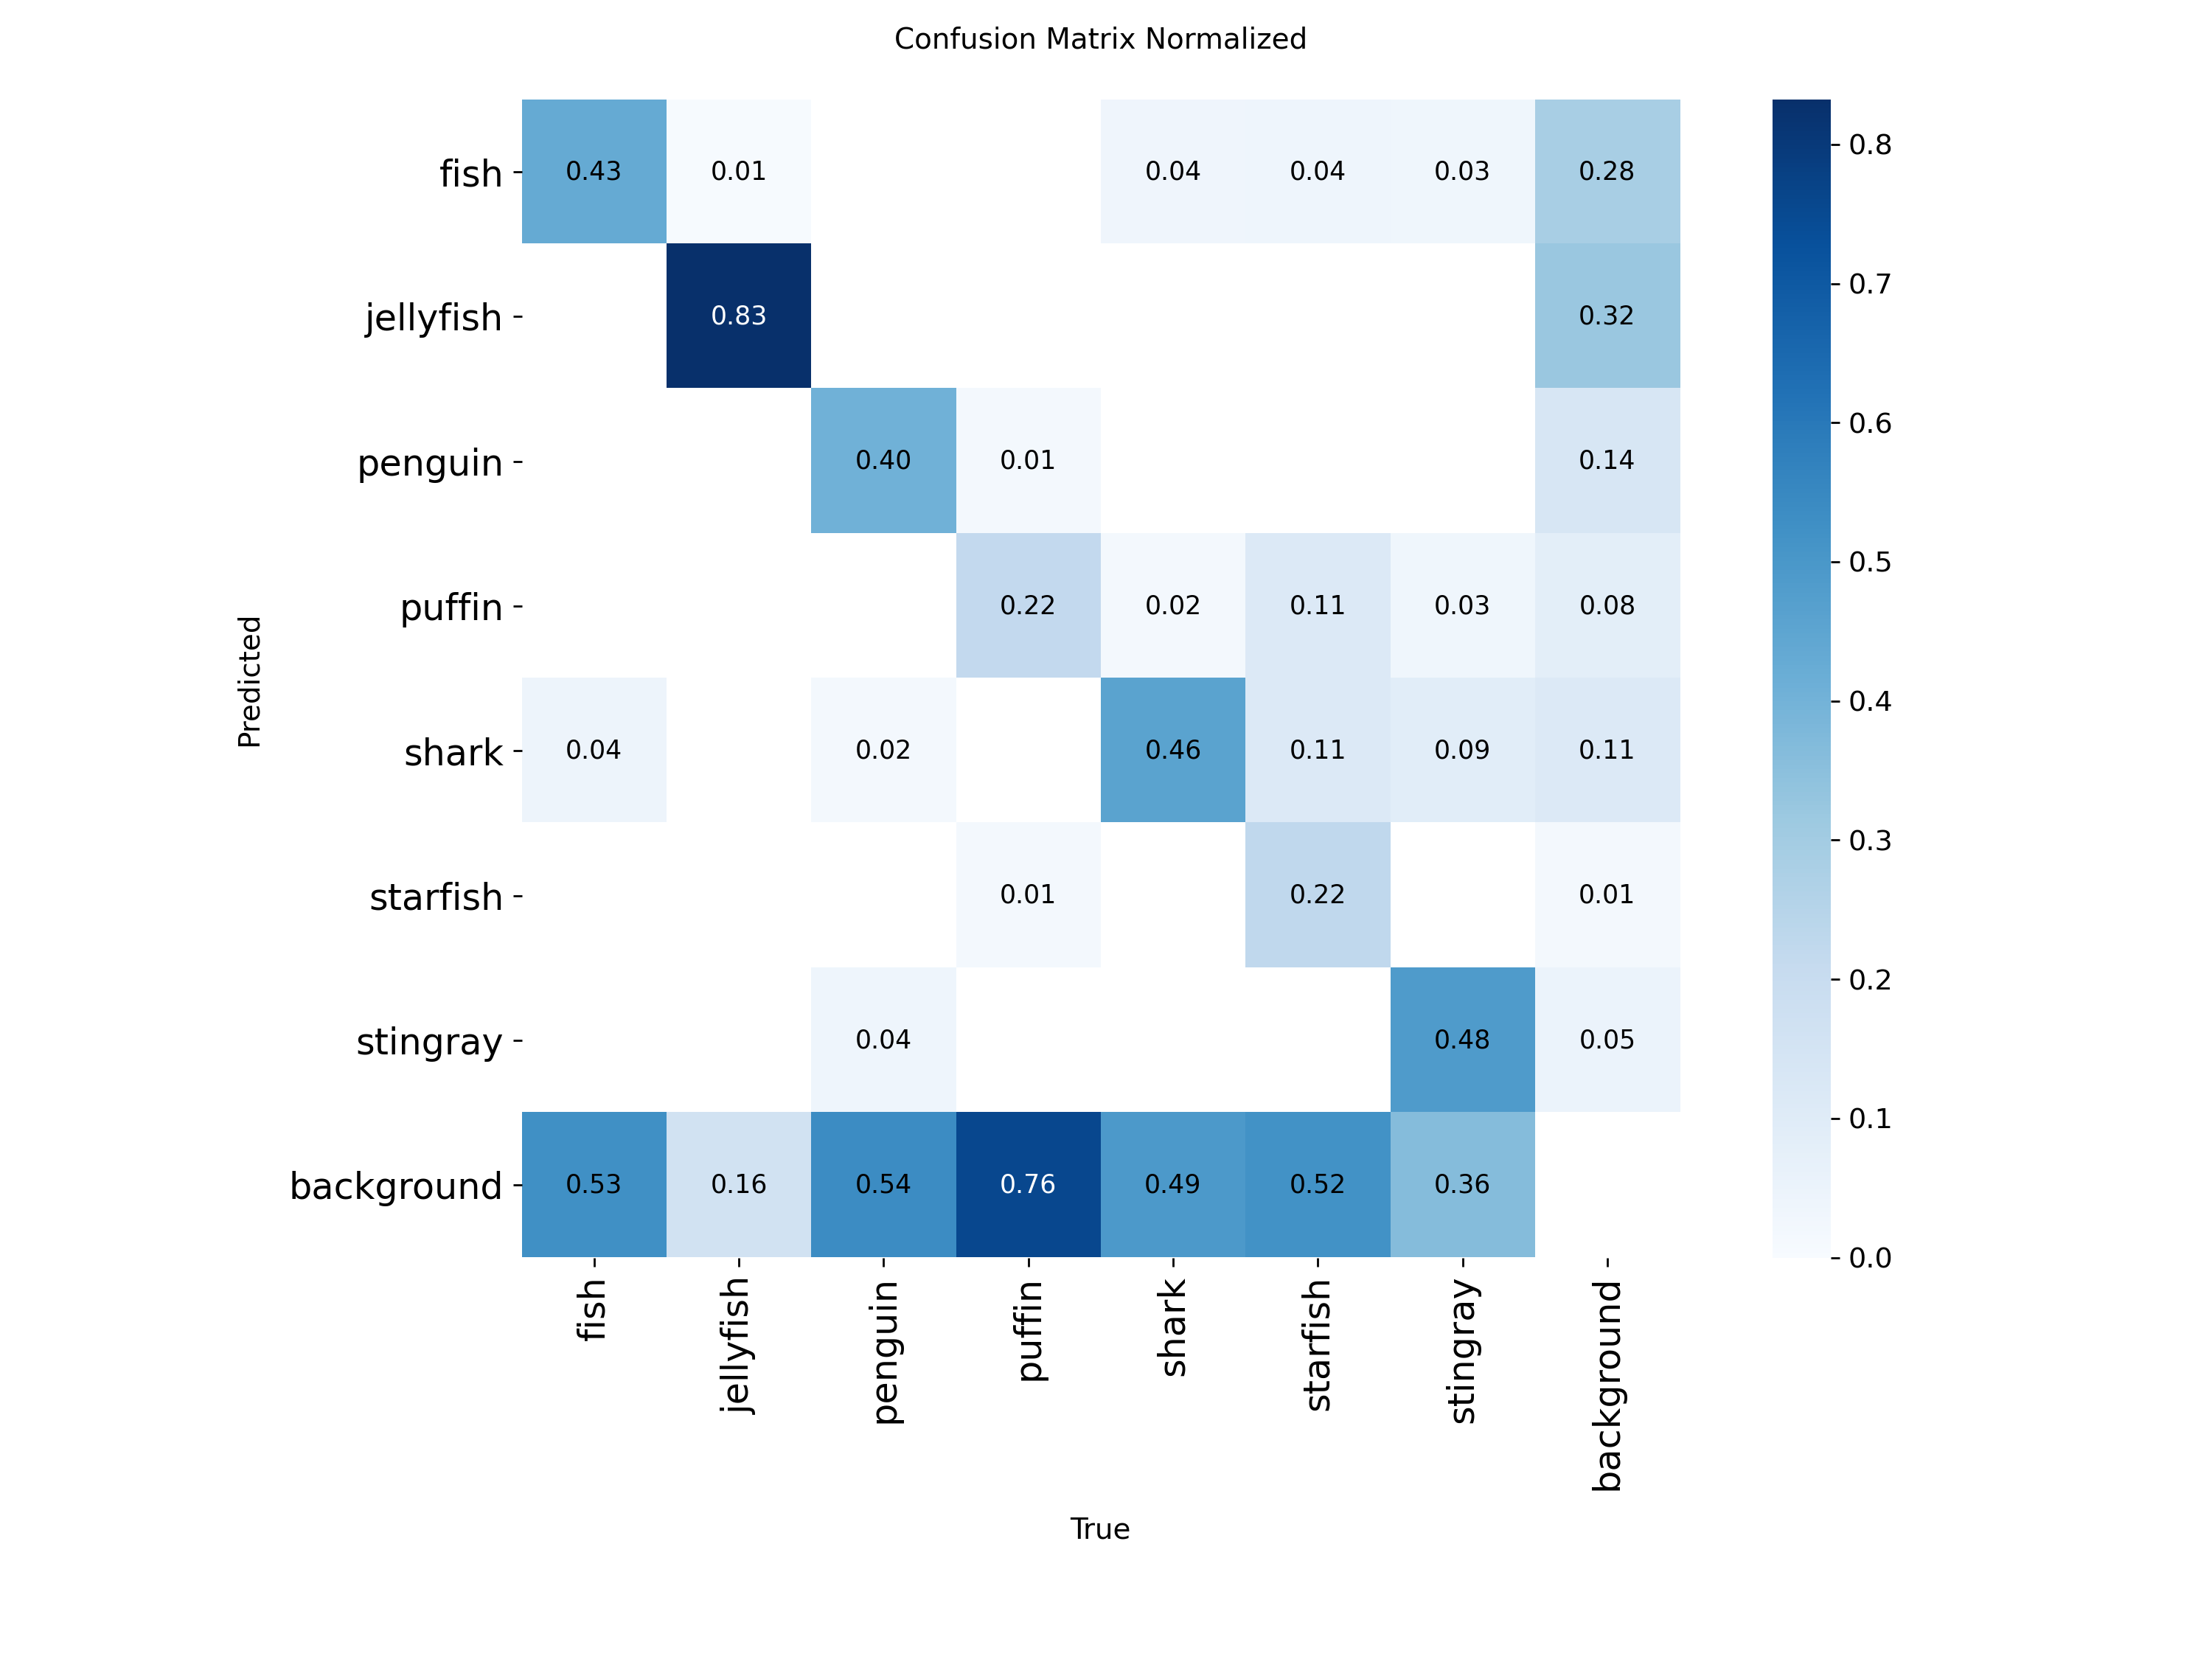 Confusion Matrix Normalized
fish 0.43 0.01 0.04 0.04 0.03 0.28
jellyfish 0.83 0.32
penguin 0.40 0.01 0.14
puffin 0.22 0.02 0.11 0.03 0.08
shark 0.04 0.02 0.46 0.11 0.09 0.11
starfish 0.01 0.22 0.01
stingray 0.04 0.48 0.05
background 0.53 0.16 0.54 0.76 0.49 0.52 0.36
Predicted
fish jellyfish penguin puffin shark starfish stingray background
True
0.8
0.7
0.6
0.5
0.4
0.3
0.2
0.1
0.0